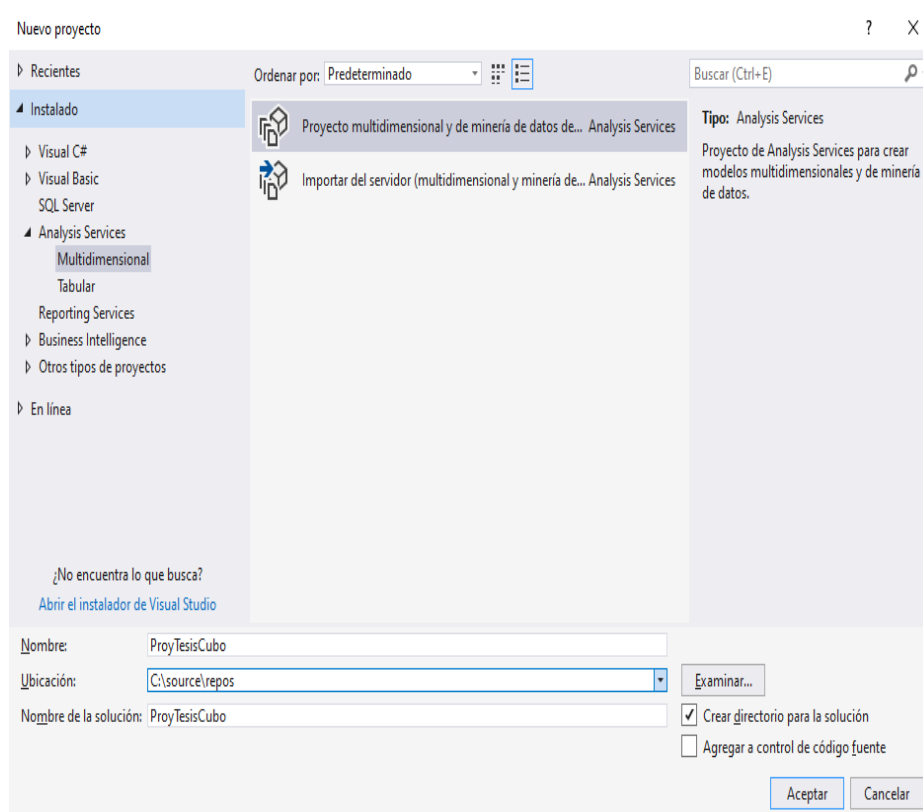 Nuevo proyecto
?
X
Recientes
Instalado
Visual C#
Visual Basic
SQL Server
Analysis Services
Multidimensional
Tabular
Reporting Services
Business Intelligence
Otros tipos de proyectos
En línea
¿No encuentra lo que busca?
Abrir el instalador de Visual Studio
Ordenar por: Predeterminado
Proyecto multidimensional y de minería de datos de... Analysis Services
Importar del servidor (multidimensional y minería de... Analysis Services
Buscar (Ctrl+E)
Tipo: Analysis Services
Proyecto de Analysis Services para crear
modelos multidimensionales y de minería
de datos.
Nombre: ProyTesisCubo
Ubicación: C:\source\repos
Examinar...
Nombre de la solución: ProyTesisCubo
Crear directorio para la solución
Agregar a control de código fuente
Aceptar
Cancelar